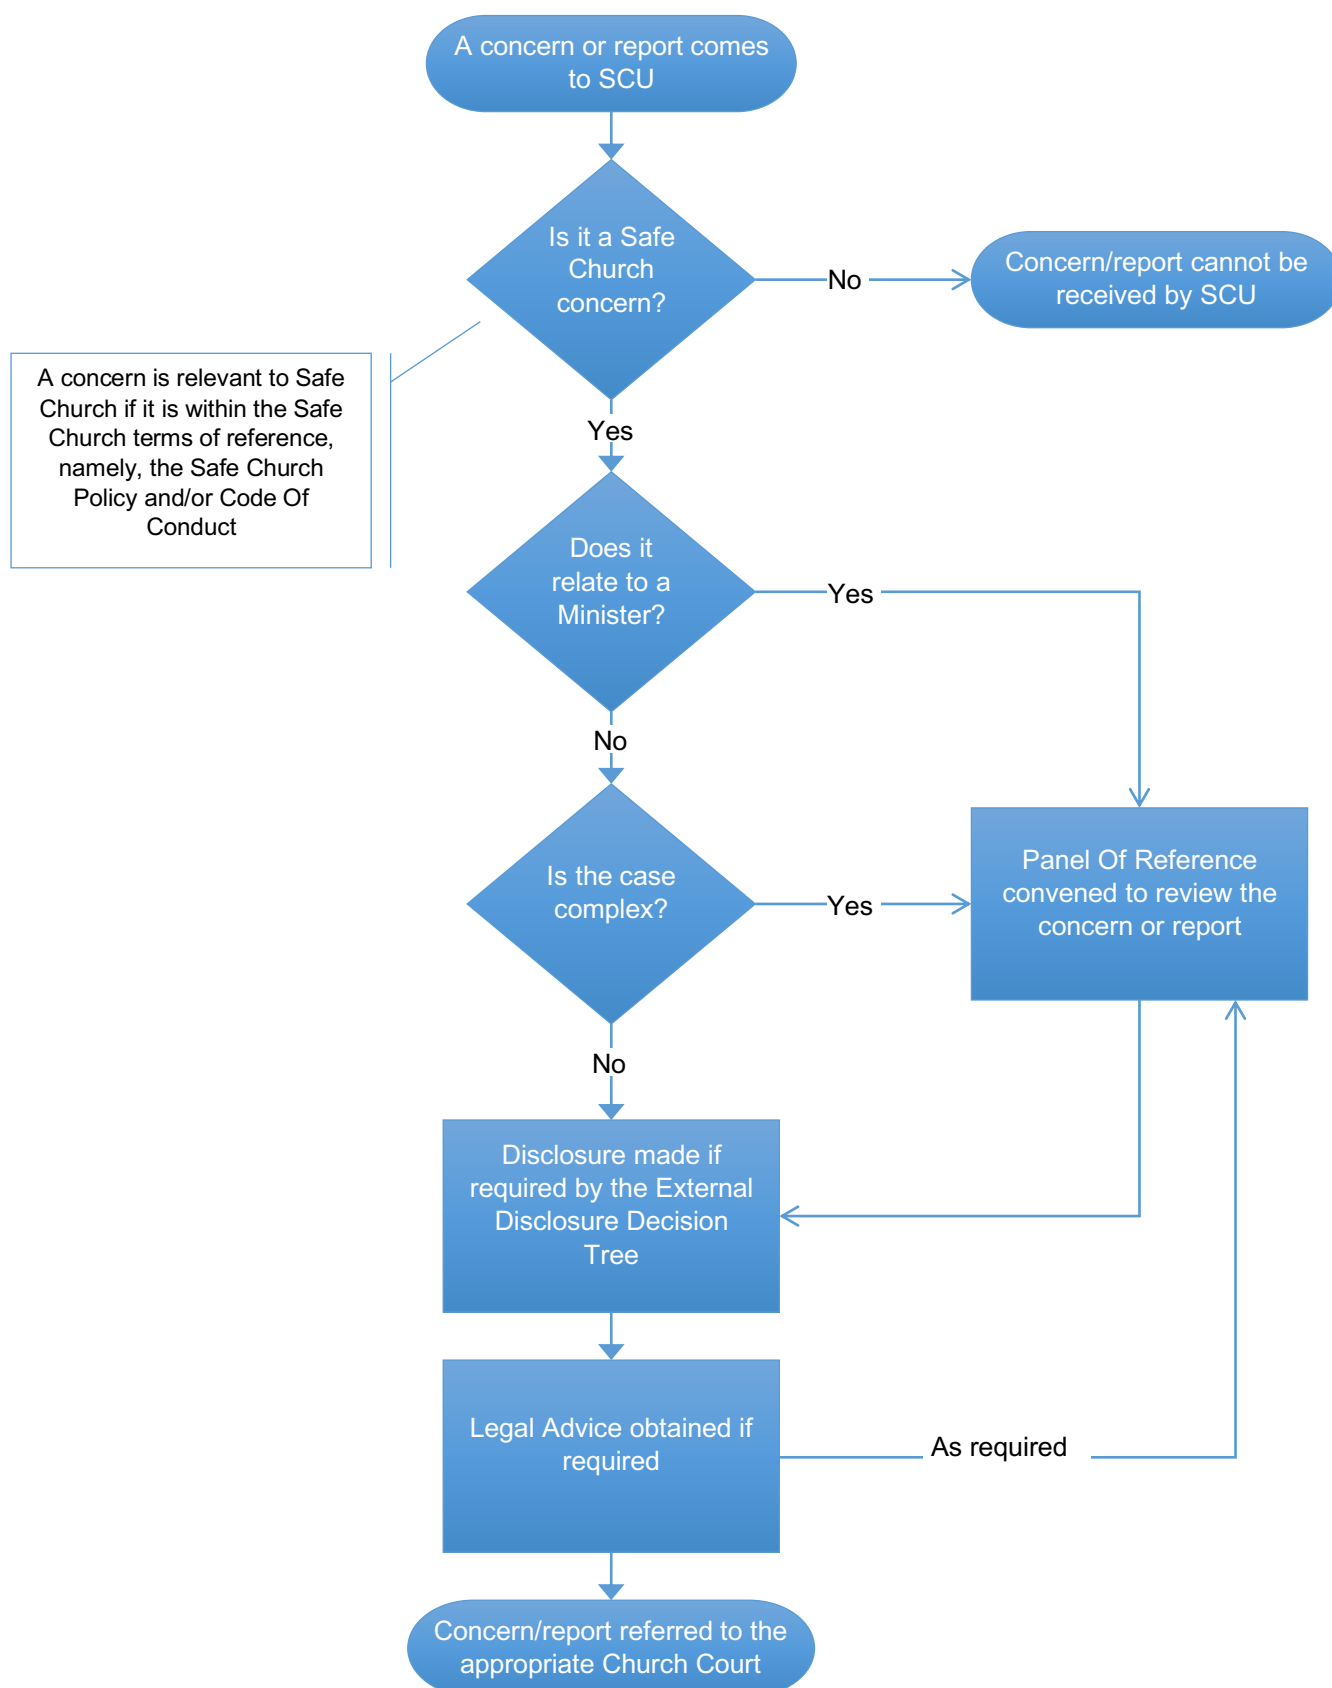 A concern or report comes
to SCU
Is it a Safe
Church
concern?
No
Concern/report cannot be
received by SCU
A concern is relevant to Safe
Church if it is within the Safe
Church terms of reference,
namely, the Safe Church
Policy and/or Code Of
Conduct
Yes
Does it
relate to a
Minister?
Yes
No
Is the case
complex?
Yes
Panel Of Reference
convened to review the
concern or report
No
Disclosure made if
required by the External
Disclosure Decision
Tree
Legal Advice obtained if
required
As required
Concern/report referred to the
appropriate Church Court